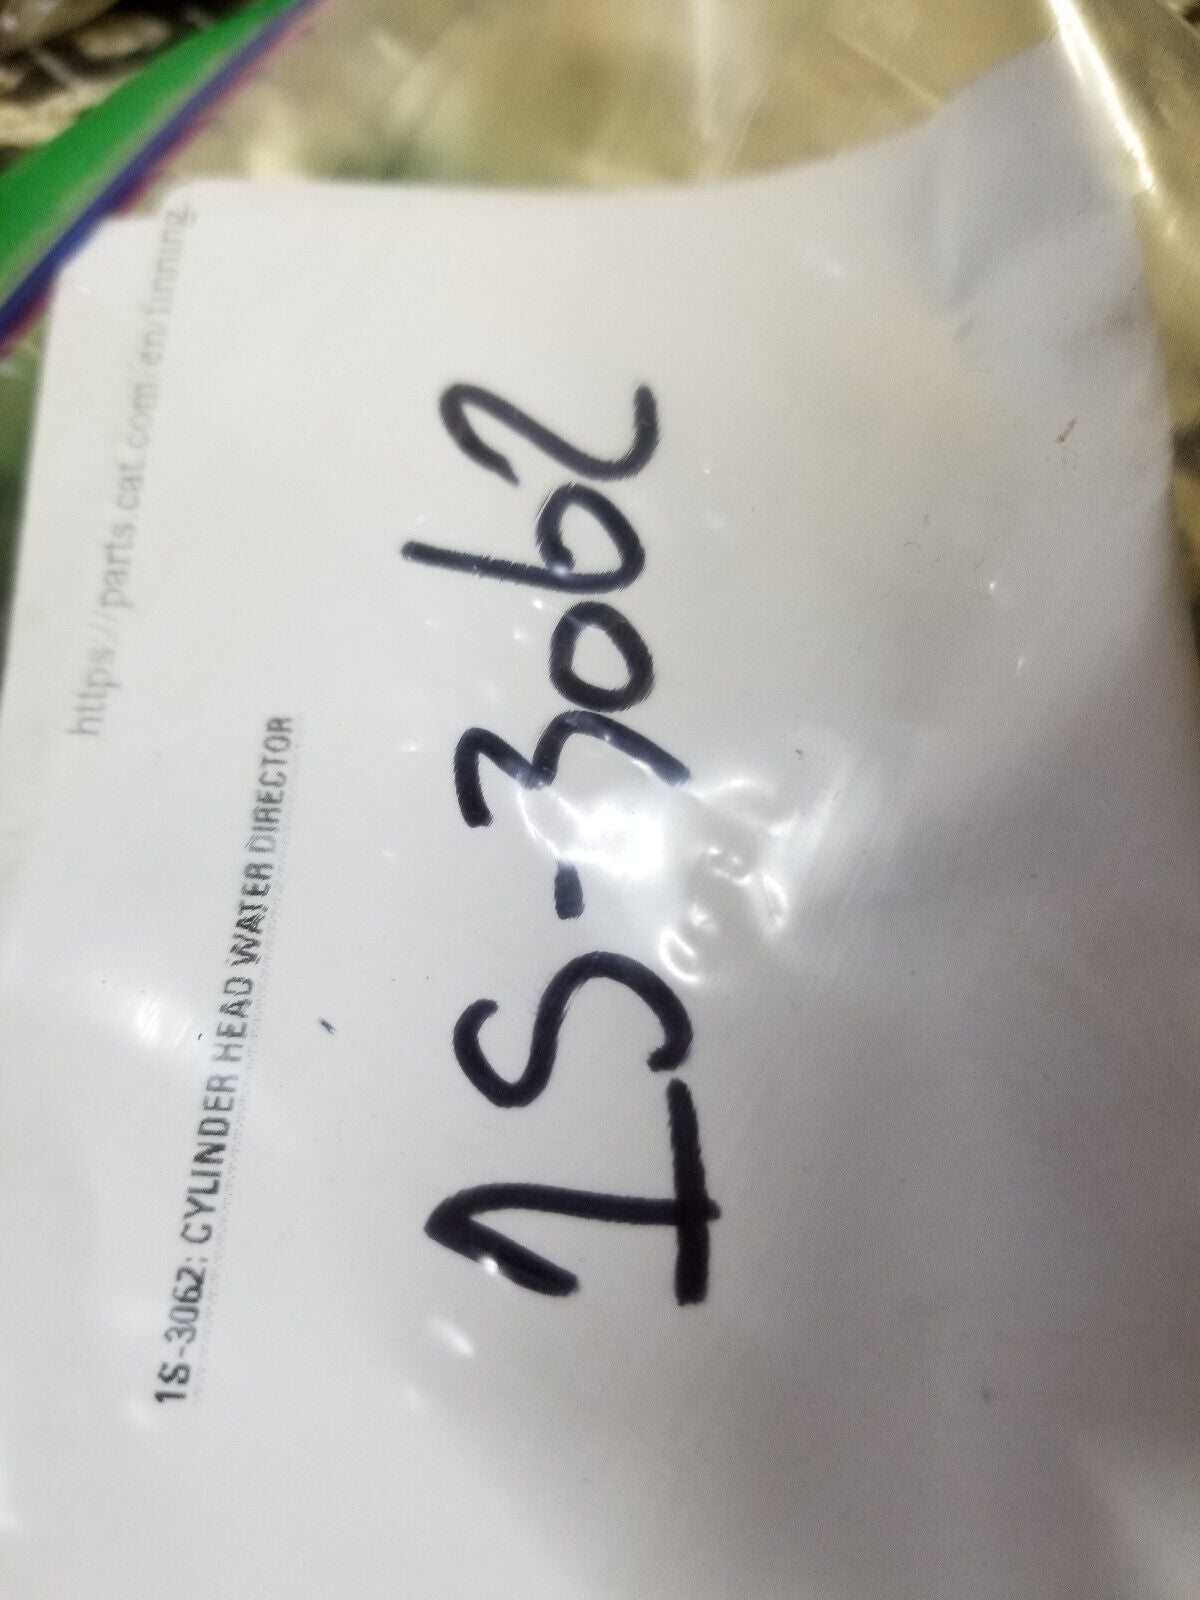 https://parts.cat.com/en/finning.
1S-3062: CYLINDER HEAD WATER DIRECTOR
1S-3062